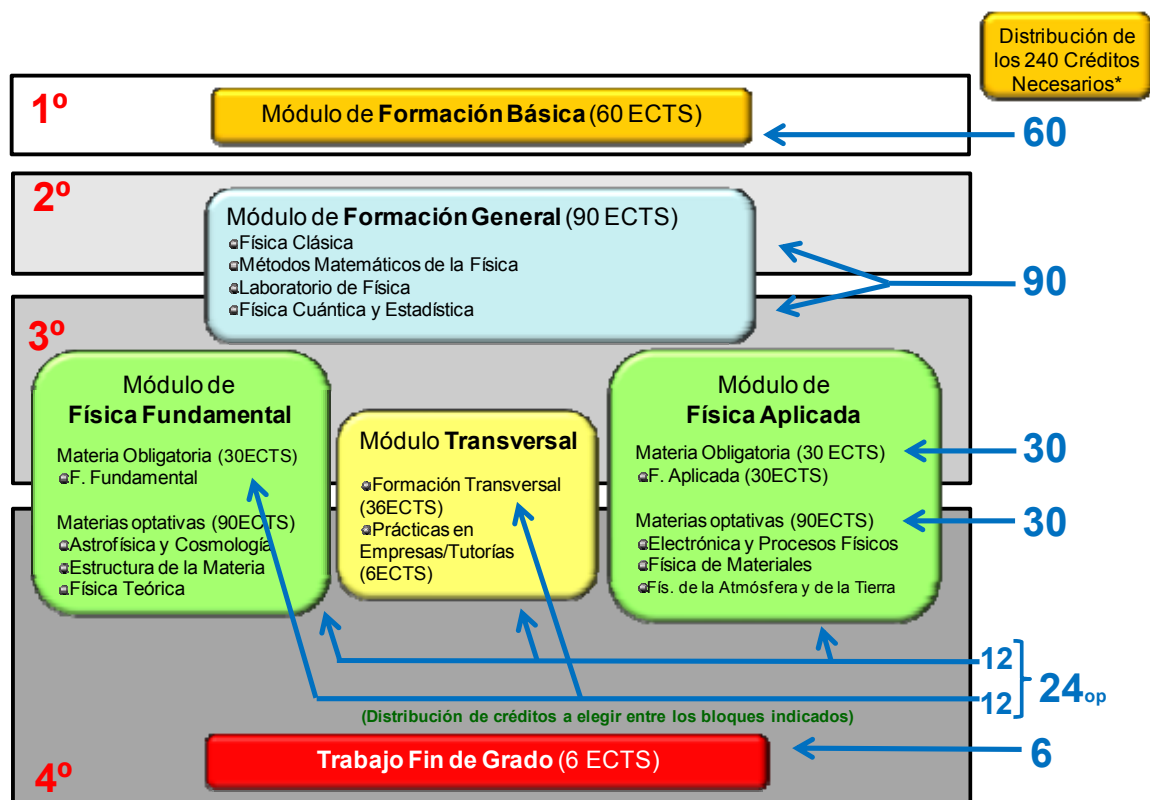 Distribución de
los 240 Créditos
Necesarios*
1º
Módulo de Formación Básica (60 ECTS)
60
2º
Módulo de Formación General (90 ECTS)
Física Clásica
Métodos Matemáticos de la Física
Laboratorio de Física
Física Cuántica y Estadística
90
3º
Módulo de
Física Fundamental
Materia Obligatoria (30ECTS)
F. Fundamental
Materias optativas (90ECTS)
Astrofísica y Cosmología
Estructura de la Materia
Física Teórica
Módulo Transversal
Formación Transversal
(36ECTS)
Prácticas en
Empresas/Tutorías
(6ECTS)
Módulo de
Física Aplicada
Materia Obligatoria (30 ECTS)
F. Aplicada (30ECTS)
Materias optativas (90ECTS)
Electrónica y Procesos Físicos
Física de Materiales
Fís. de la Atmósfera y de la Tierra
30
30
12
12
24op
(Distribución de créditos a elegir entre los bloques indicados)
4º
Trabajo Fin de Grado (6 ECTS)
6